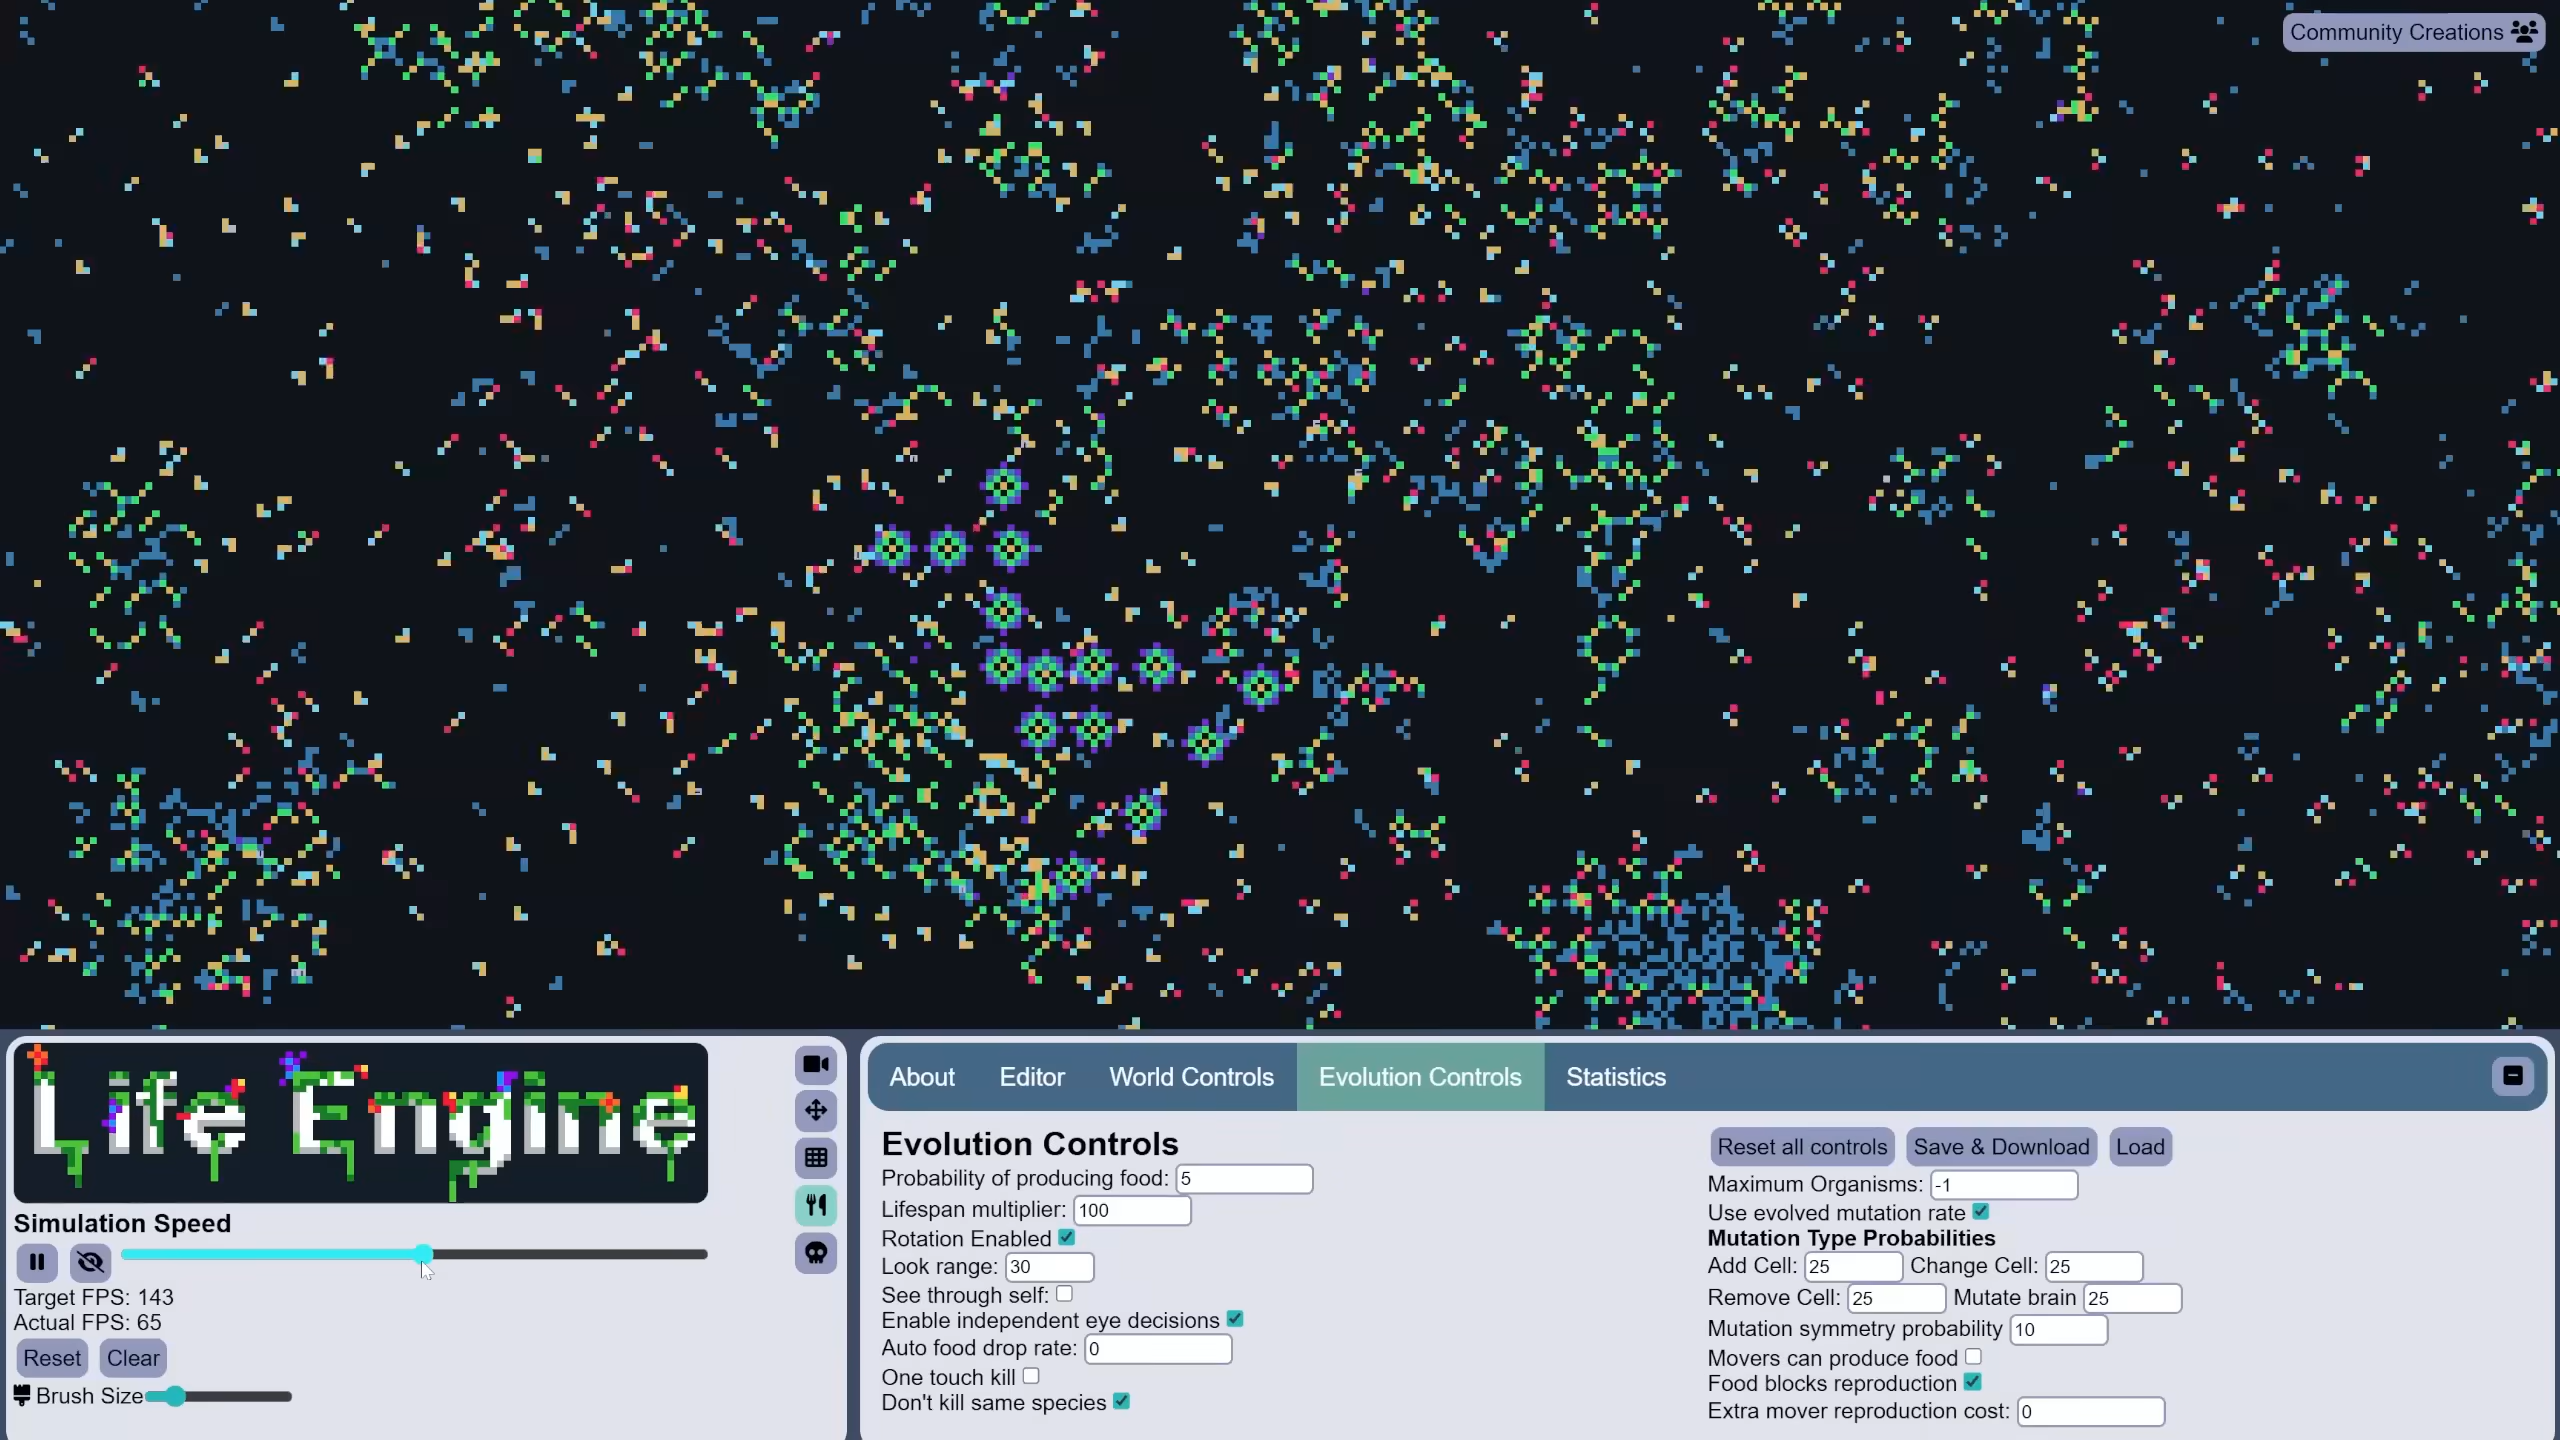 Community Creations
Life Engine
Simulation Speed
Target FPS: 143
Actual FPS: 65
Reset Clear
Brush Size
About Editor World Controls Evolution Controls Statistics
Evolution Controls
Probability of producing food: 5
Lifespan multiplier: 100
Rotation Enabled
Look range: 30
See through self:
Enable independent eye decisions
Auto food drop rate: 0
One touch kill
Don't kill same species
Reset all controls Save & Download Load
Maximum Organisms: -1
Use evolved mutation rate
Mutation Type Probabilities
Add Cell: 25 Change Cell: 25
Remove Cell: 25 Mutate brain 25
Mutation symmetry probability 10
Movers can produce food
Food blocks reproduction
Extra mover reproduction cost: 0